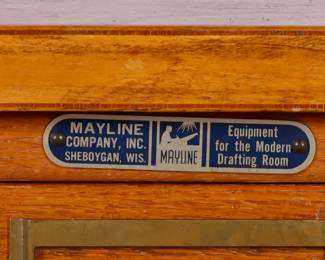 MAYLINE
COMPANY, INC.
SHEBOYGAN, WIS.
MAYLINE
Equipment
for the Modern
Drafting Room